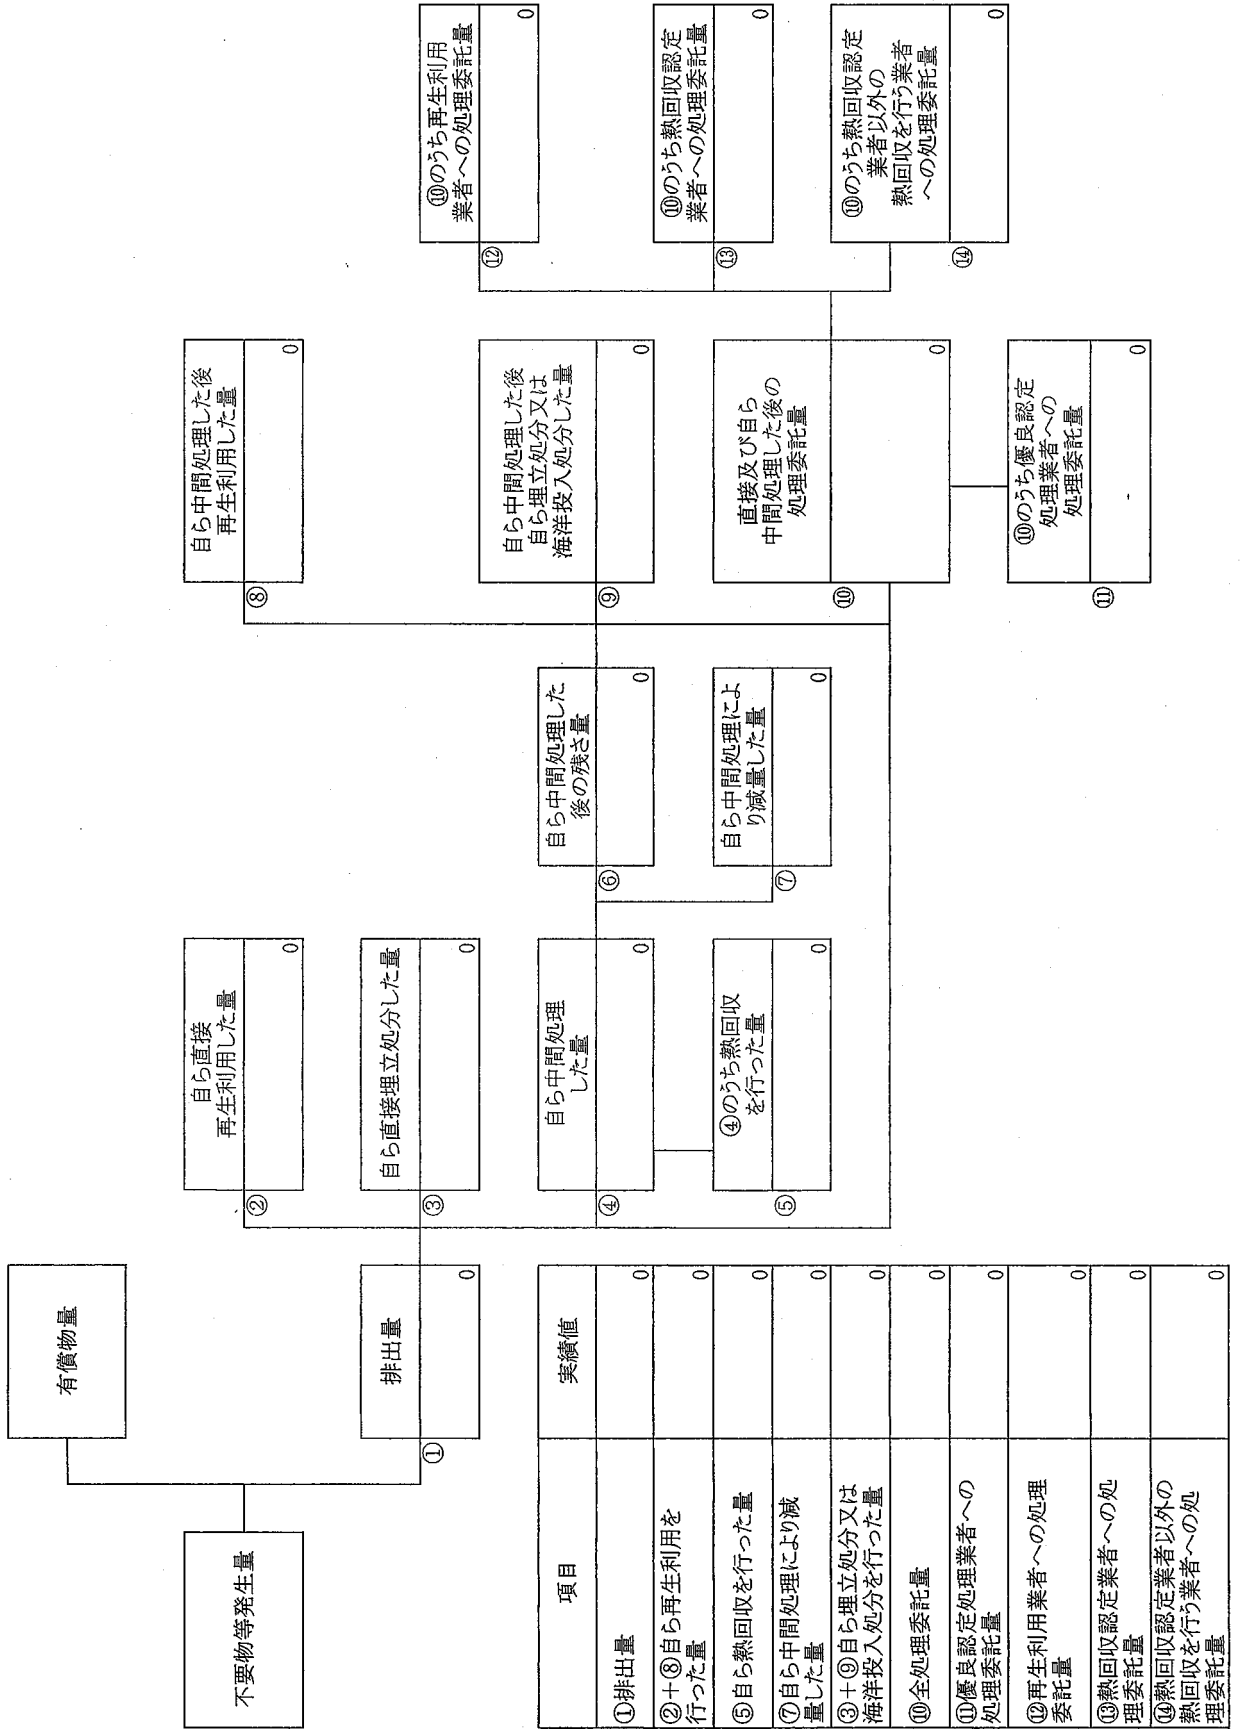 不要物等発生量
有償物量
①
排出量
0
②
自ら直接
再生利用した量
0
③
自ら直接埋立処分した量
0
④
自ら中間処理
した量
0
⑤
④のうち熱回収
を行った量
0
⑥
自ら中間処理した
後の残さ量
0
⑦
自ら中間処理によ
り減量した量
0
⑧
自ら中間処理した後
再生利用した量
0
⑨
自ら中間処理した後
自ら埋立処分又は
海洋投入処分した量
0
⑩
直接及び自ら
中間処理した後の
処理委託量
0
⑪
⑩のうち優良認定
処理業者への
処理委託量
0
⑫
⑩のうち再生利用
業者への処理委託量
0
⑬
⑩のうち熱回収認定
業者への処理委託量
0
⑭
⑩のうち熱回収認定
業者以外の
熱回収を行う業者
への処理委託量
0
項目 実績値
①排出量 0
②+⑧自ら再生利用を
行った量 0
⑤自ら熱回収を行った量 0
⑦自ら中間処理により減
量した量 0
③+⑨自ら埋立処分又は
海洋投入処分を行った量 0
⑩全処理委託量 0
⑪優良認定処理業者への
処理委託量 0
⑫再生利用業者への処理
委託量 0
⑬熱回収認定業者への処
理委託量 0
⑭熱回収認定業者以外の
熱回収を行う業者への処
理委託量 0